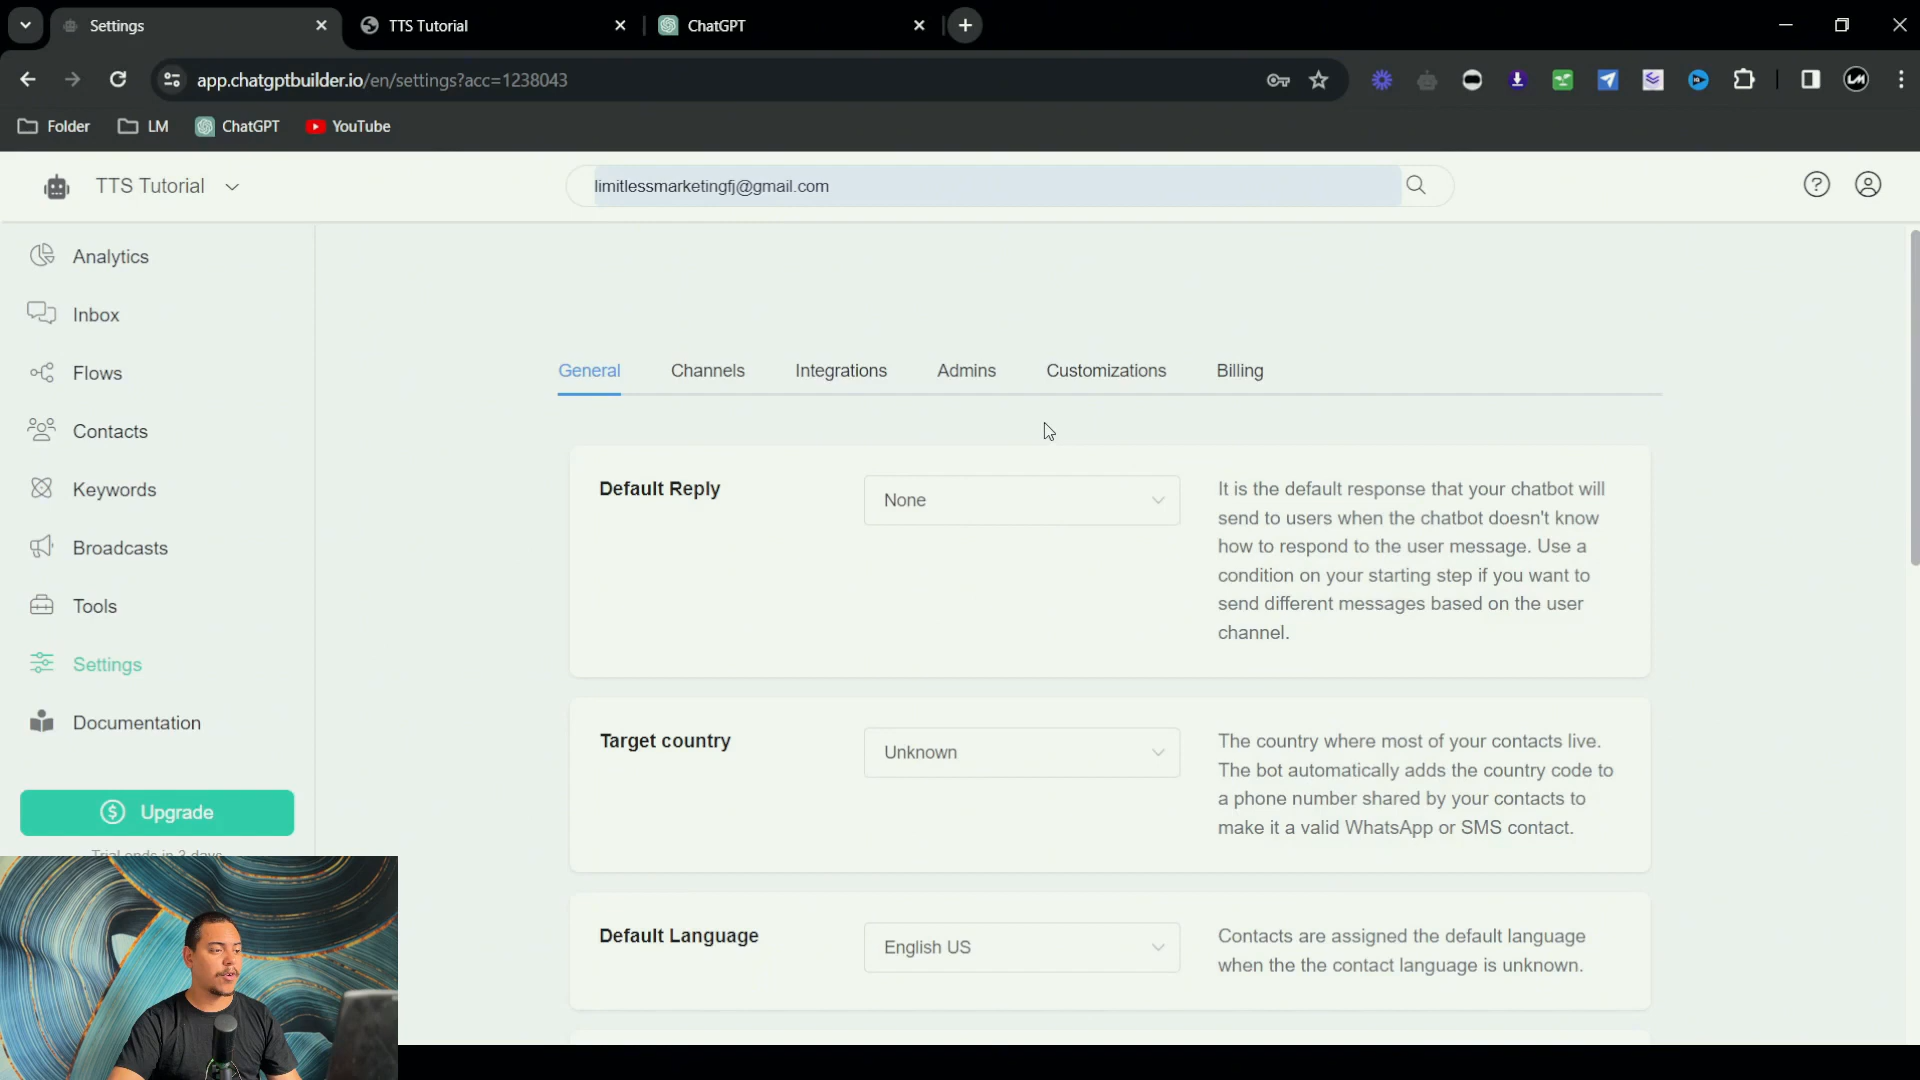 Settings
TTS Tutorial
ChatGPT
app.chatgptbuilder.io/en/settings?acc=1238043
Folder
LM
ChatGPT
YouTube
TTS Tutorial
limitlessmarketingfj@gmail.com
Analytics
Inbox
Flows
Contacts
Keywords
Broadcasts
Tools
Settings
Documentation
Upgrade
Trial ends in 3 days
General
Channels
Integrations
Admins
Customizations
Billing
Default Reply
None
It is the default response that your chatbot will
send to users when the chatbot doesn't know
how to respond to the user message. Use a
condition on your starting step if you want to
send different messages based on the user
channel.
Target country
Unknown
The country where most of your contacts live.
The bot automatically adds the country code to
a phone number shared by your contacts to
make it a valid WhatsApp or SMS contact.
Default Language
English US
Contacts are assigned the default language
when the the contact language is unknown.